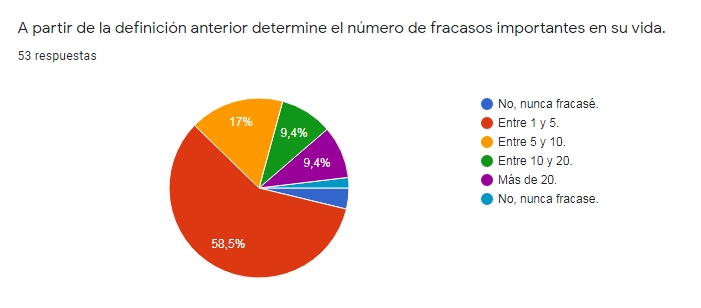 A partir de la definición anterior determine el número de fracasos importantes en su vida.
53 respuestas
No, nunca fracasé.
Entre 1 y 5.
Entre 5 y 10.
Entre 10 y 20.
Más de 20.
No, nunca fracase.
17%
9,4%
9,4%
58,5%